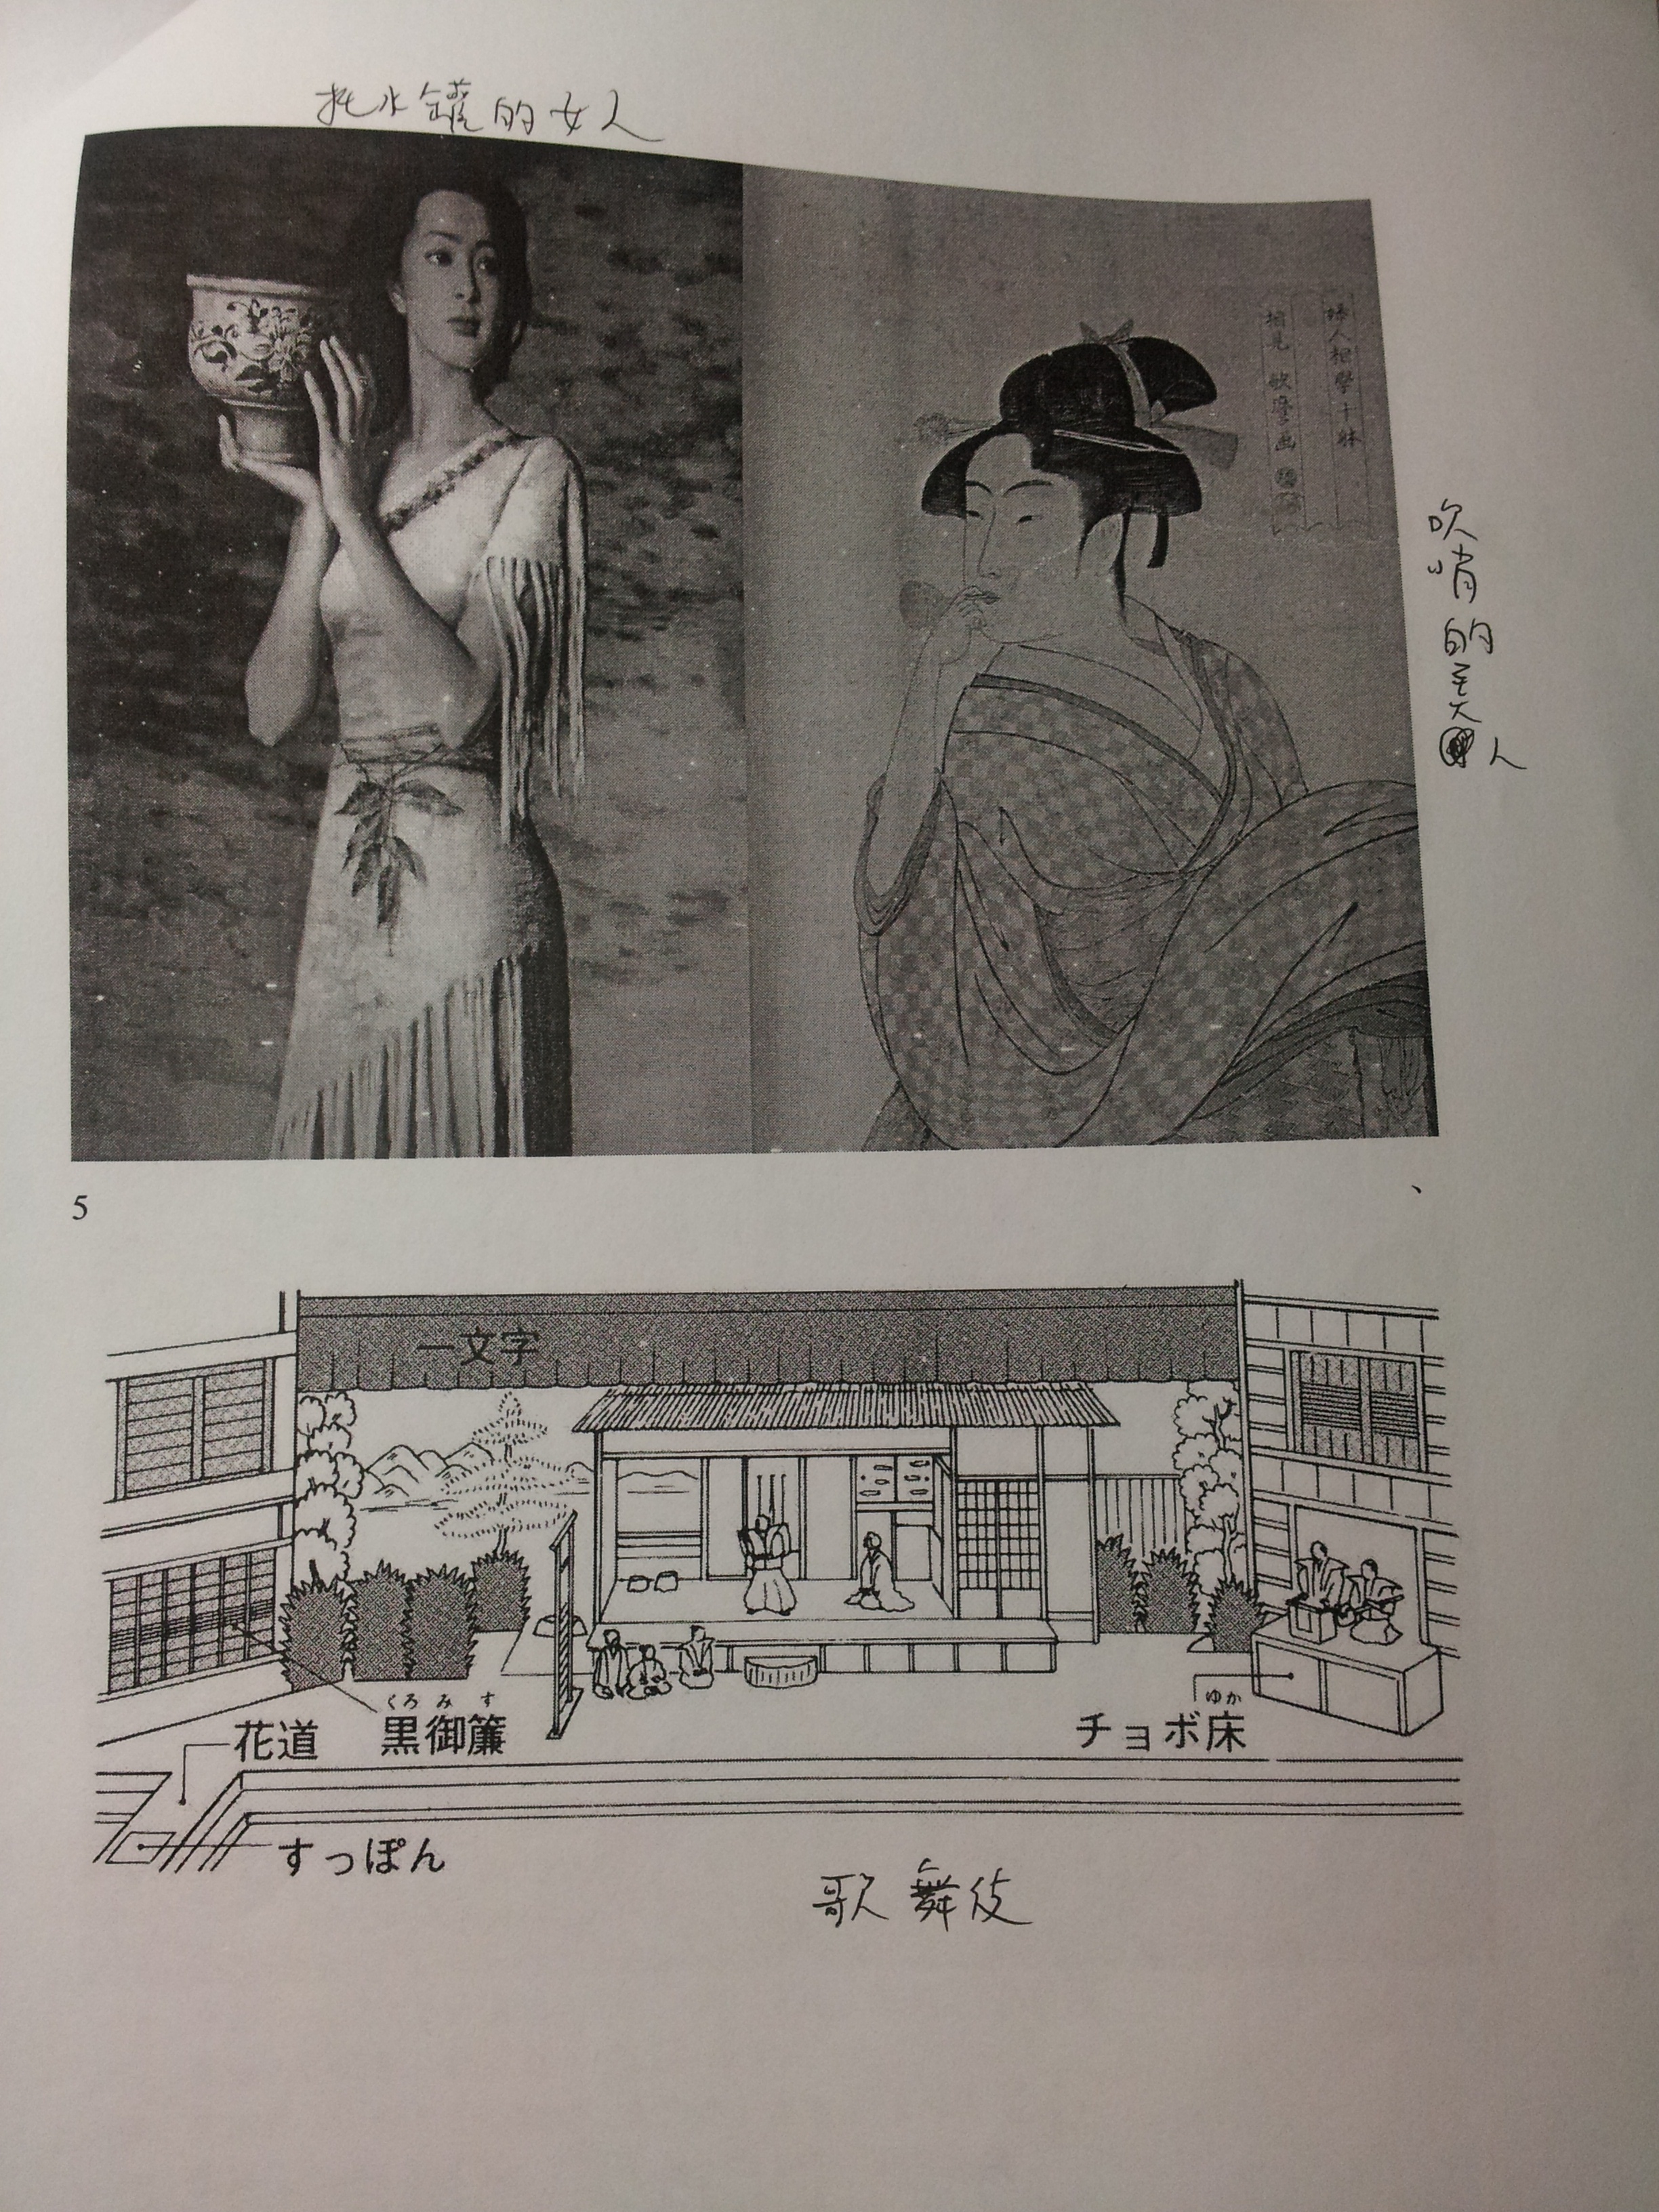 托水罐的女人
婦人相學十躰
相見 歌麿画
吹哨的美人
5
一文字
くろみす
黒御簾
花道
ゆか
チョボ床
すっぽん
歌舞伎